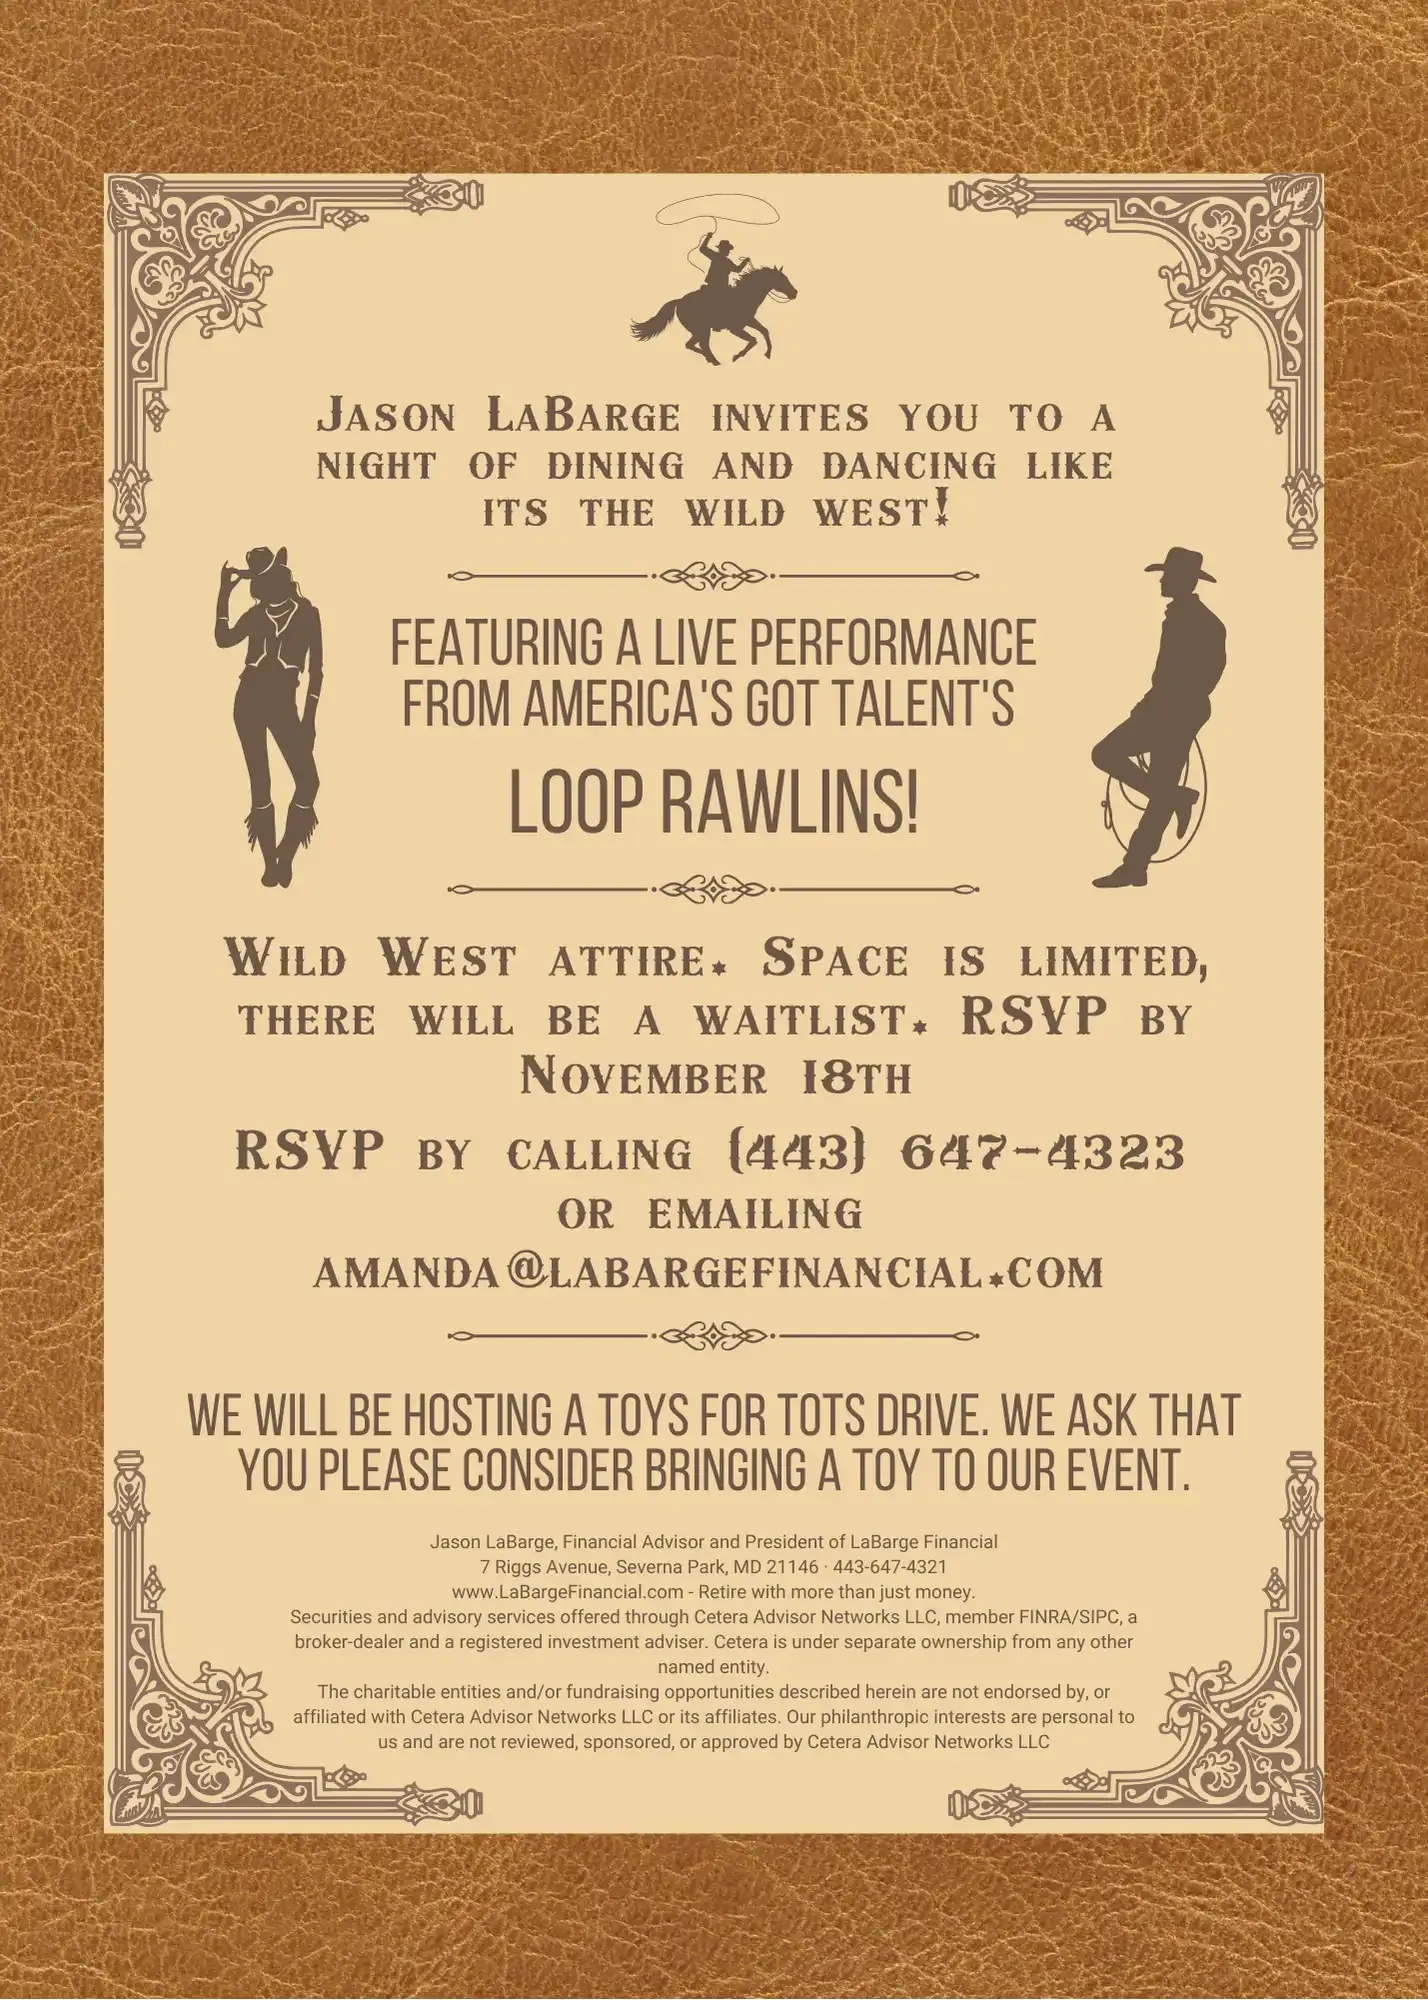 Jason LaBarge invites you to a
night of dining and dancing like
its the wild west!
FEATURING A LIVE PERFORMANCE
FROM AMERICA'S GOT TALENT'S
LOOP RAWLINS!
Wild West attire. Space is limited,
there will be a waitlist. RSVP by
November 18th
RSVP by calling (443) 647-4323
or emailing
amanda@labargefinancial.com
WE WILL BE HOSTING A TOYS FOR TOTS DRIVE. WE ASK THAT
YOU PLEASE CONSIDER BRINGING A TOY TO OUR EVENT.
Jason LaBarge, Financial Advisor and President of LaBarge Financial
7 Riggs Avenue, Severna Park, MD 21146 · 443-647-4321
www.LaBargeFinancial.com - Retire with more than just money.
Securities and advisory services offered through Cetera Advisor Networks LLC, member FINRA/SIPC, a
broker-dealer and a registered investment adviser. Cetera is under separate ownership from any other
named entity.
The charitable entities and/or fundraising opportunities described herein are not endorsed by, or
affiliated with Cetera Advisor Networks LLC or its affiliates. Our philanthropic interests are personal to
us and are not reviewed, sponsored, or approved by Cetera Advisor Networks LLC